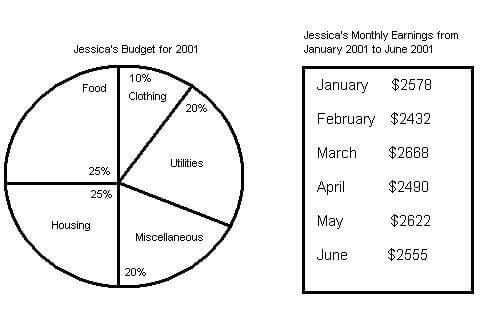 Jessica's Budget for 2001
10%
Clothing
Food
20%
Utilities
25%
25%
Housing
Miscellaneous
20%
Jessica's Monthly Earnings from
January 2001 to June 2001
January $2578
February $2432
March $2668
April $2490
May $2622
June $2555